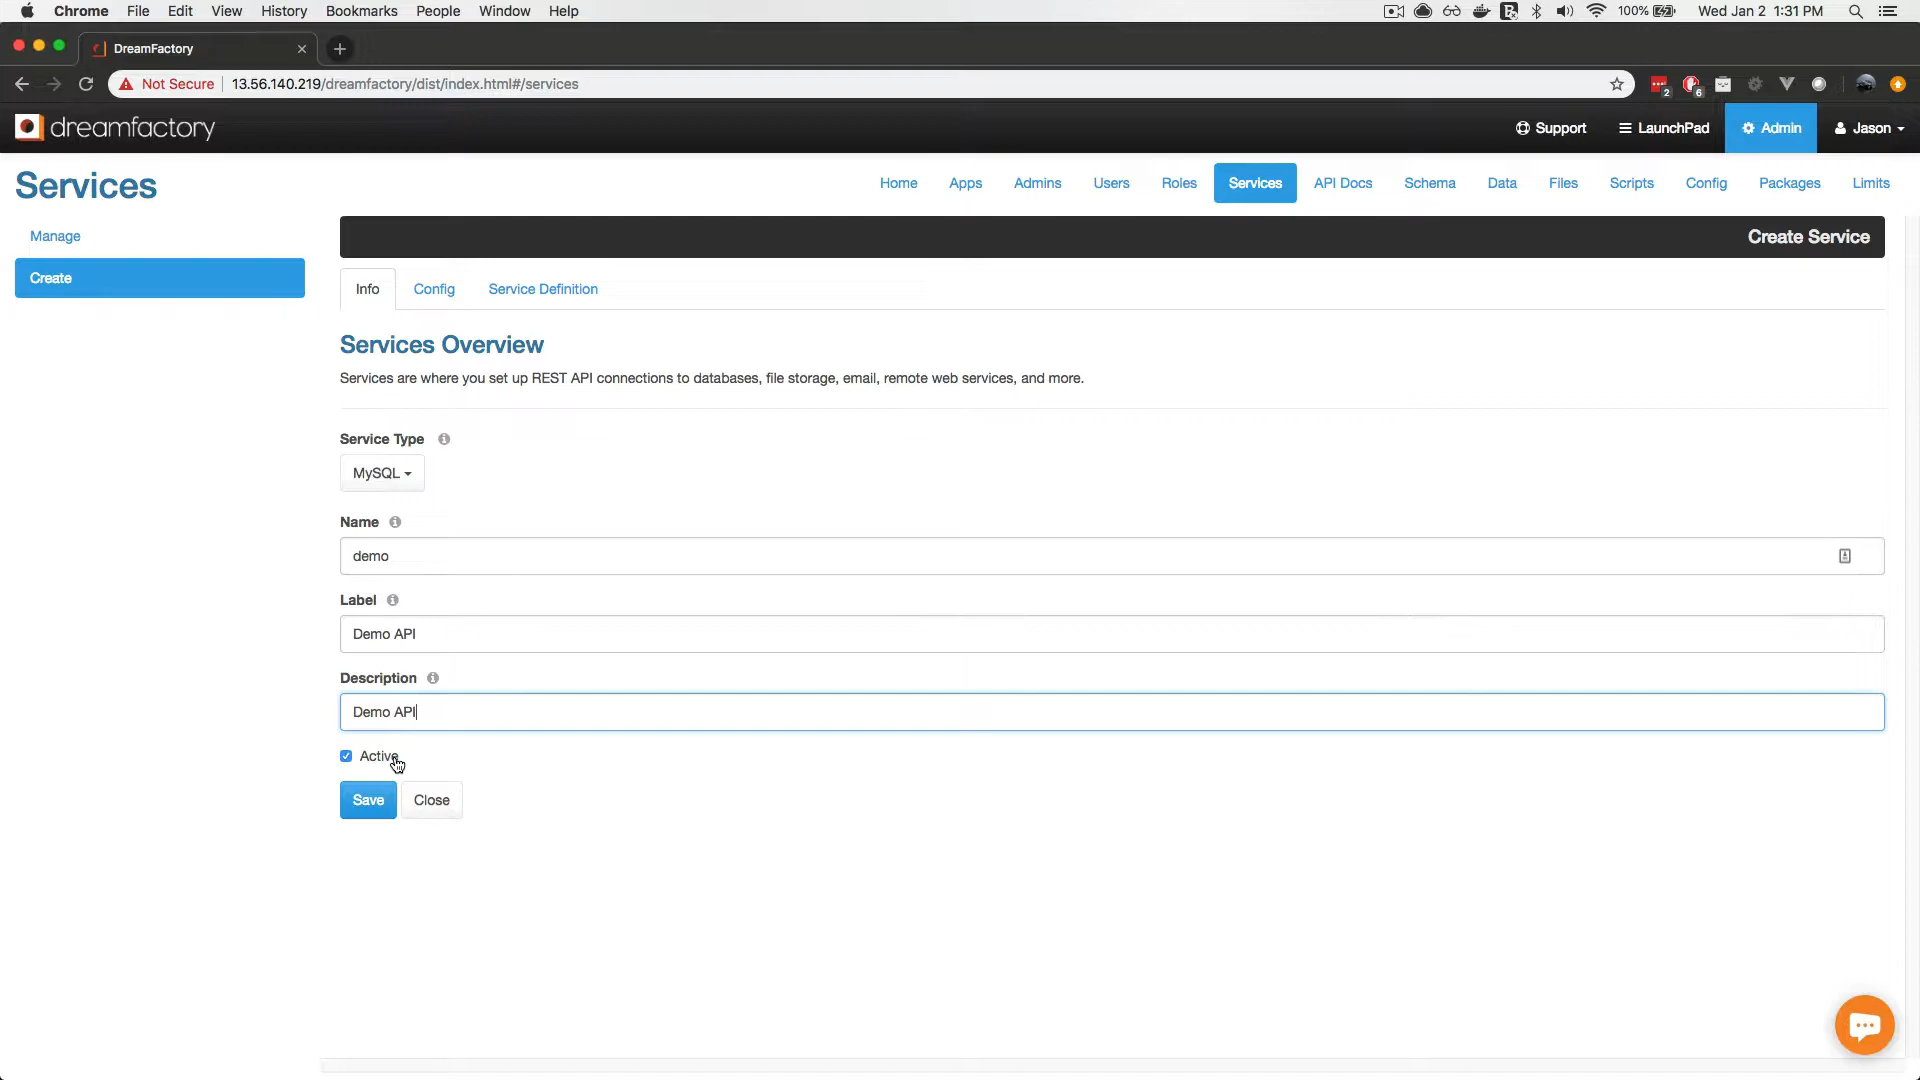 Chrome File Edit View History Bookmarks People Window Help 100% Wed Jan 2 1:31 PM
DreamFactory
Not Secure 13.56.140.219/dreamfactory/dist/index.html#/services 2 6
dreamfactory Support LaunchPad Admin Jason
Services Home Apps Admins Users Roles Services API Docs Schema Data Files Scripts Config Packages Limits
Manage
Create Service
Create
Info Config Service Definition
Services Overview
Services are where you set up REST API connections to databases, file storage, email, remote web services, and more.
Service Type
MySQL
Name
demo
Label
Demo API
Description
Demo API
Active
Save Close